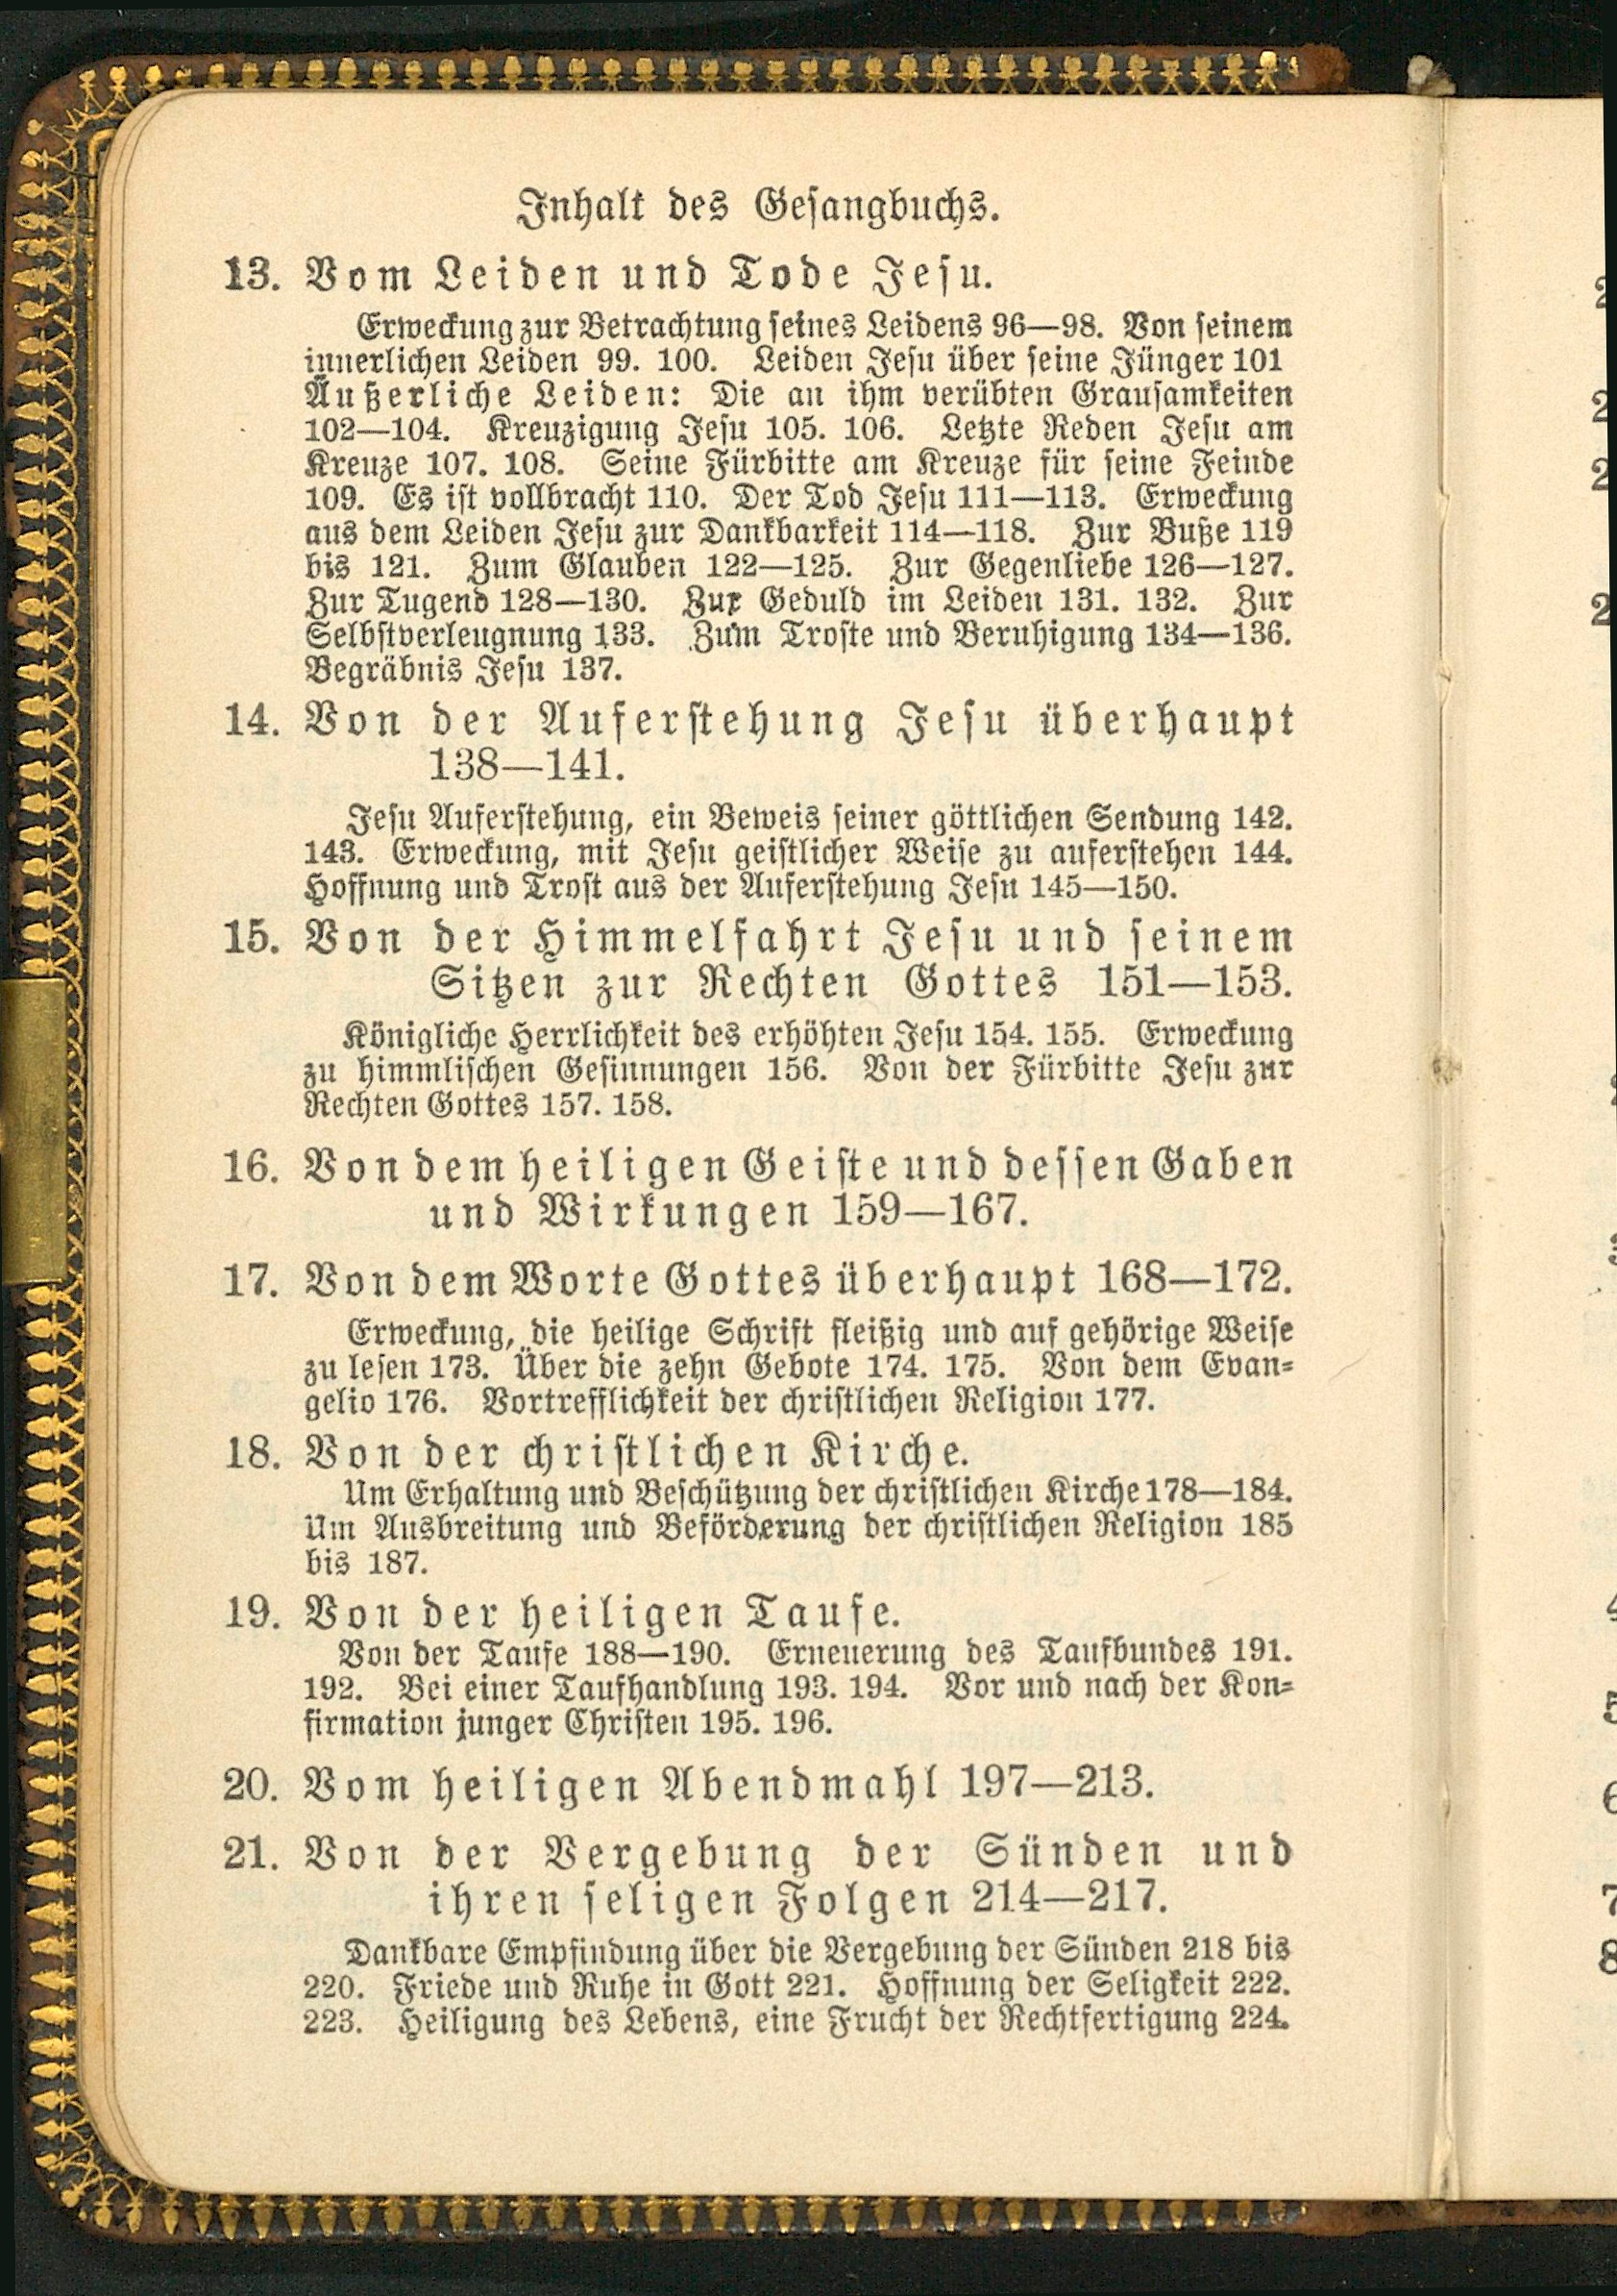 Inhalt des Gesangbuchs.
13. Vom Leiden und Tode Jesu.
Erweckung zur Betrachtung seines Leidens 96—98. Von seinem
innerlichen Leiden 99. 100. Leiden Jesu über seine Jünger 101
Äußerliche Leiden: Die an ihm verübten Grausamkeiten
102—104. Kreuzigung Jesu 105. 106. Letzte Reden Jesu am
Kreuze 107. 108. Seine Fürbitte am Kreuze für seine Feinde
109. Es ist vollbracht 110. Der Tod Jesu 111—113. Erweckung
aus dem Leiden Jesu zur Dankbarkeit 114—118. Zur Buße 119
bis 121. Zum Glauben 122—125. Zur Gegenliebe 126—127.
Zur Tugend 128—130. Zur Geduld im Leiden 131. 132. Zur
Selbstverleugnung 133. Zum Troste und Beruhigung 134—136.
Begräbnis Jesu 137.
14. Von der Auferstehung Jesu überhaupt
138—141.
Jesu Auferstehung, ein Beweis seiner göttlichen Sendung 142.
143. Erweckung, mit Jesu geistlicher Weise zu auferstehen 144.
Hoffnung und Trost aus der Auferstehung Jesu 145—150.
15. Von der Himmelfahrt Jesu und seinem
Sitzen zur Rechten Gottes 151—153.
Königliche Herrlichkeit des erhöhten Jesu 154. 155. Erweckung
zu himmlischen Gesinnungen 156. Von der Fürbitte Jesu zur
Rechten Gottes 157. 158.
16. Von dem heiligen Geiste und dessen Gaben
und Wirkungen 159—167.
17. Von dem Worte Gottes überhaupt 168—172.
Erweckung, die heilige Schrift fleißig und auf gehörige Weise
zu lesen 173. Über die zehn Gebote 174. 175. Von dem Evan=
gelio 176. Vortrefflichkeit der christlichen Religion 177.
18. Von der christlichen Kirche.
Um Erhaltung und Beschützung der christlichen Kirche 178—184.
Um Ausbreitung und Beförderung der christlichen Religion 185
bis 187.
19. Von der heiligen Taufe.
Von der Taufe 188—190. Erneuerung des Taufbundes 191.
192. Bei einer Taufhandlung 193. 194. Vor und nach der Kon=
firmation junger Christen 195. 196.
20. Vom heiligen Abendmahl 197—213.
21. Von der Vergebung der Sünden und
ihren seligen Folgen 214—217.
Dankbare Empfindung über die Vergebung der Sünden 218 bis
220. Friede und Ruhe in Gott 221. Hoffnung der Seligkeit 222.
223. Heiligung des Lebens, eine Frucht der Rechtfertigung 224.